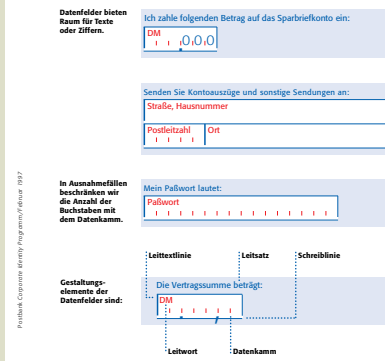 Datenfelder bieten
Raum für Texte
oder Ziffern.
Ich zahle folgenden Betrag auf das Sparbriefkonto ein:
DM
.000
Senden Sie Kontoauszüge und sonstige Sendungen an:
Straße, Hausnummer
Postleitzahl Ort
In Ausnahmefällen
beschränken wir
die Anzahl der
Buchstaben mit
dem Datenkamm.
Mein Paßwort lautet:
Paßwort
Postbank Corporate Identity Programm/Februar 1997
Leittextlinie Leitsatz Schreiblinie
Gestaltungs-
elemente der
Datenfelder sind:
Die Vertragssumme beträgt:
DM
. ,
Leitwort Datenkamm